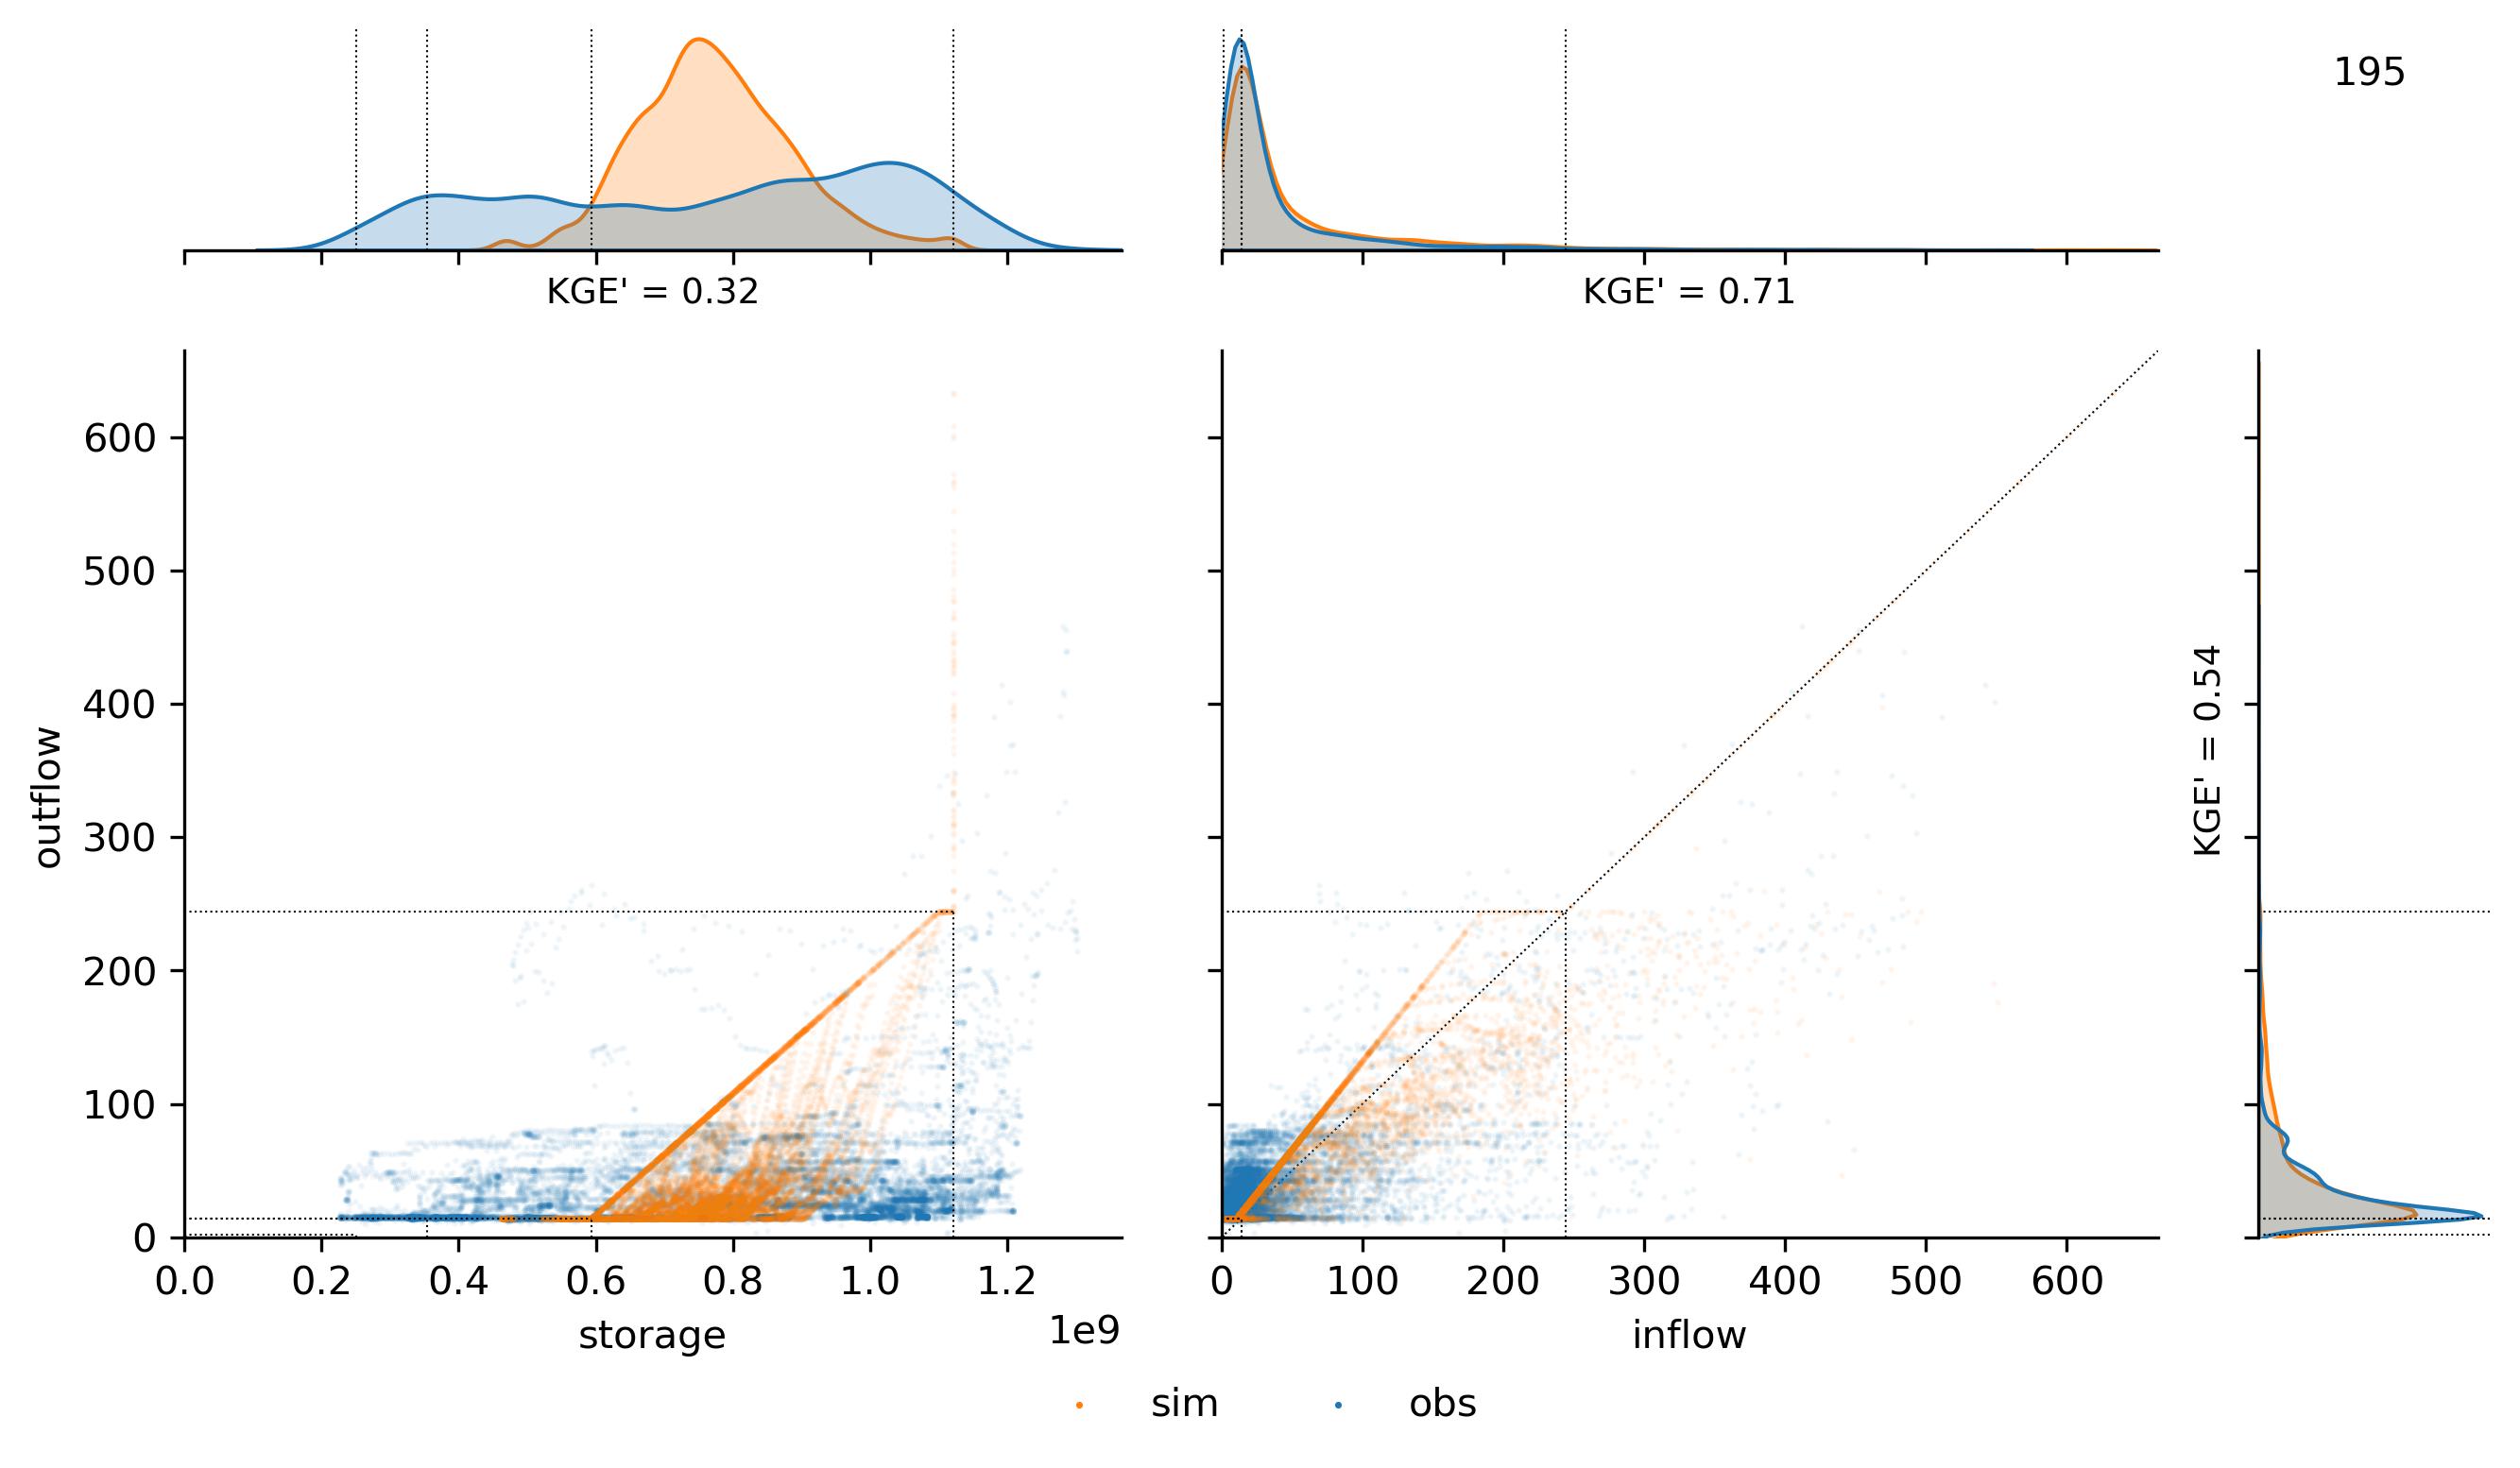 195
KGE' = 0.32
KGE' = 0.71
600
500
400
300
200
100
0
outflow
KGE' = 0.54
0.0 0.2 0.4 0.6 0.8 1.0 1.2
1e9
storage
0 100 200 300 400 500 600
inflow
sim obs